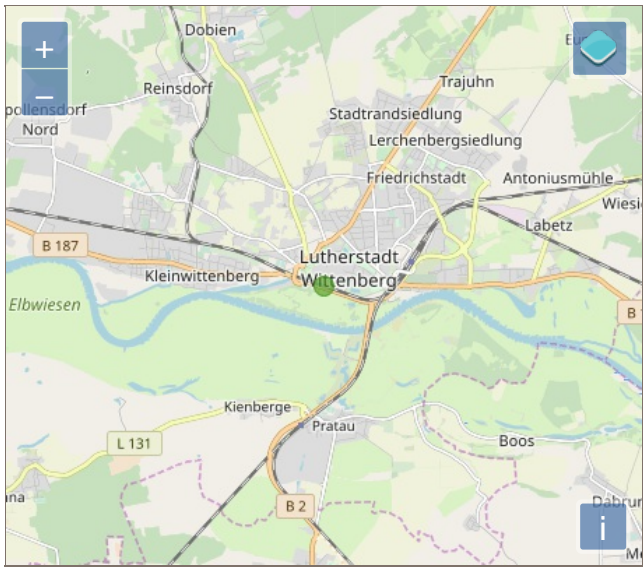 Dobien
+
−
Reinsdorf
Trajuhn
Nord
Stadtrandsiedlung
Lerchenbergsiedlung
Friedrichstadt
Antoniusmühle
Labetz
B 187
Lutherstadt
Wittenberg
Kleinwittenberg
Elbwiesen
Kienberge
Pratau
L 131
Boos
B 2
i